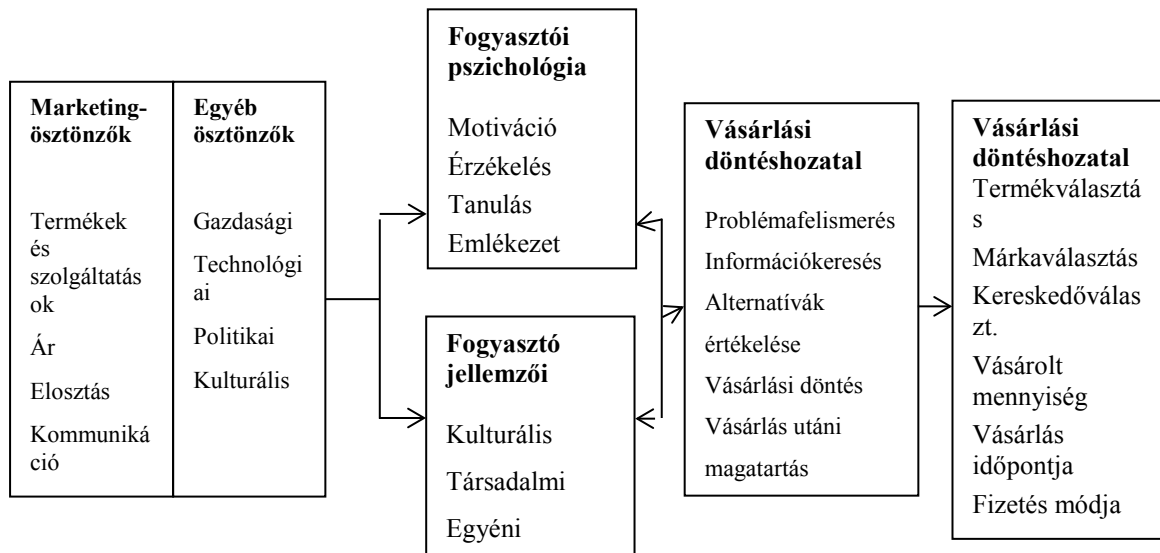 Marketing-
ösztönzők
Termékek
és
szolgáltatás
ok
Ár
Elosztás
Kommuniká
ció
Egyéb
ösztönzők
Gazdasági
Technológi
ai
Politikai
Kulturális
Fogyasztói
pszichológia
Motiváció
Érzékelés
Tanulás
Emlékezet
Fogyasztó
jellemzői
Kulturális
Társadalmi
Egyéni
Vásárlási
döntéshozatal
Problémafelismerés
Információkeresés
Alternatívák
értékelése
Vásárlási döntés
Vásárlás utáni
magatartás
Vásárlási
döntéshozatal
Termékválasztá
s
Márkaválasztás
Kereskedőválas
zt.
Vásárolt
mennyiség
Vásárlás
időpontja
Fizetés módja